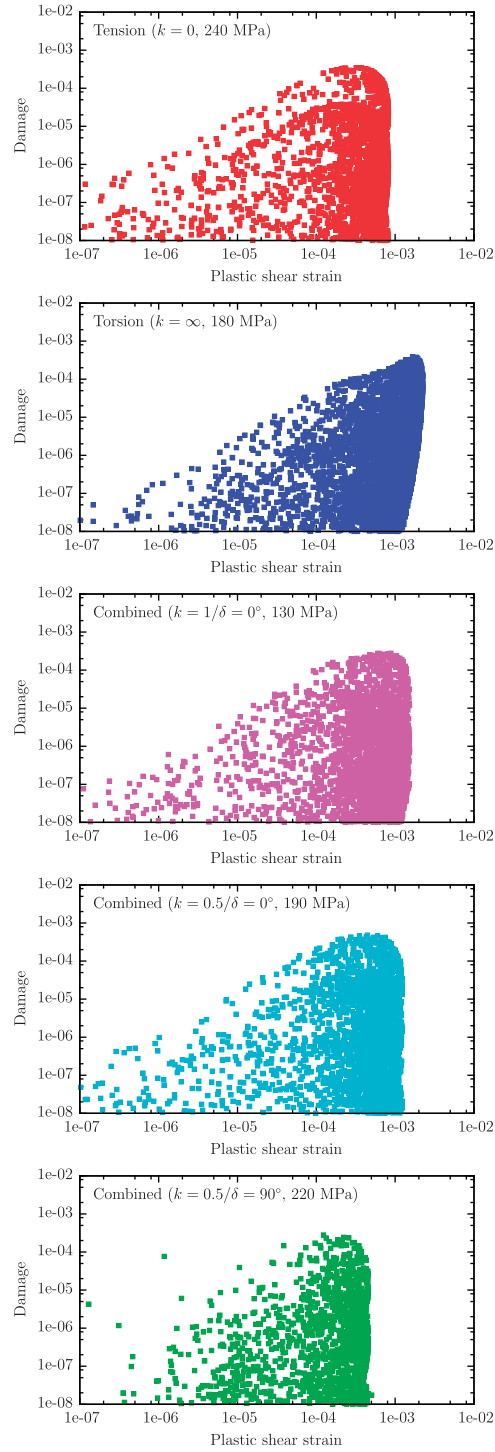 1e-02
Tension (k = 0, 240 MPa)
1e-03
1e-04
1e-05
1e-06
1e-07
1e-08
Damage
1e-07 1e-06 1e-05 1e-04 1e-03 1e-02
Plastic shear strain
1e-02
Torsion (k = ∞, 180 MPa)
1e-03
1e-04
1e-05
1e-06
1e-07
1e-08
Damage
1e-07 1e-06 1e-05 1e-04 1e-03 1e-02
Plastic shear strain
1e-02
Combined (k = 1/δ = 0°, 130 MPa)
1e-03
1e-04
1e-05
1e-06
1e-07
1e-08
Damage
1e-07 1e-06 1e-05 1e-04 1e-03 1e-02
Plastic shear strain
1e-02
Combined (k = 0.5/δ = 0°, 190 MPa)
1e-03
1e-04
1e-05
1e-06
1e-07
1e-08
Damage
1e-07 1e-06 1e-05 1e-04 1e-03 1e-02
Plastic shear strain
1e-02
Combined (k = 0.5/δ = 90°, 220 MPa)
1e-03
1e-04
1e-05
1e-06
1e-07
1e-08
Damage
1e-07 1e-06 1e-05 1e-04 1e-03 1e-02
Plastic shear strain